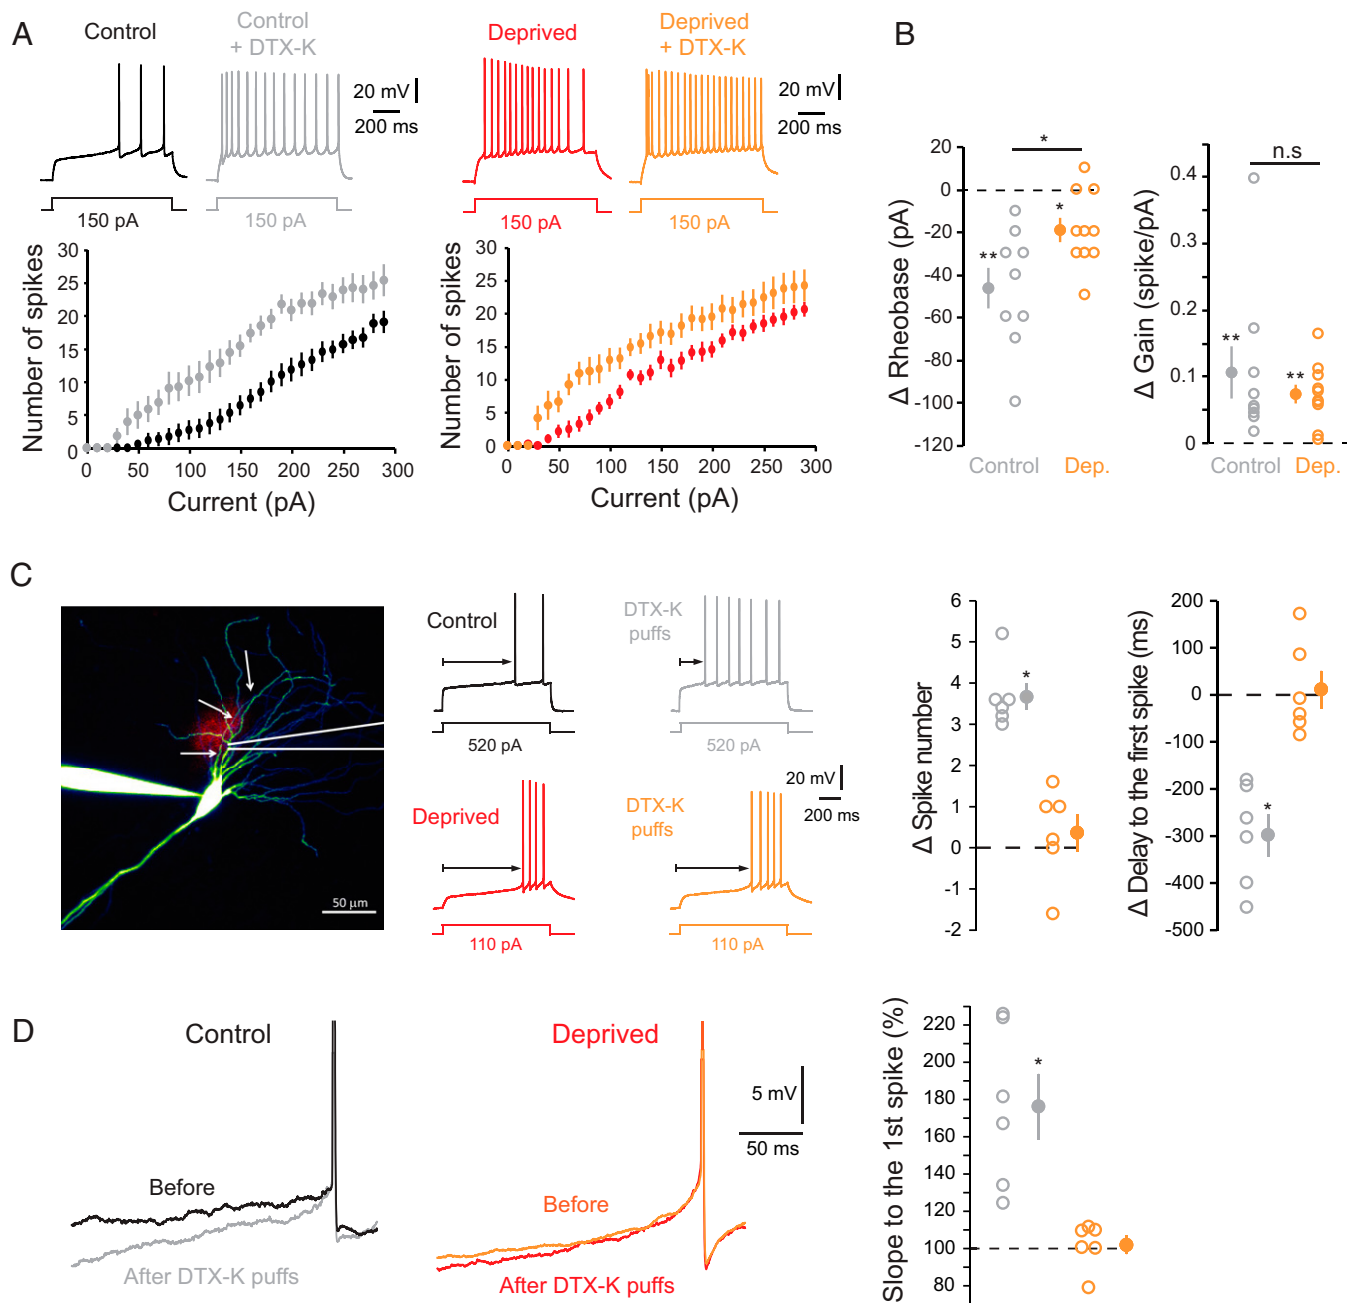 A
Control
Control
+ DTX-K
Deprived
Deprived
+ DTX-K
20 mV
200 ms
20 mV
200 ms
150 pA
150 pA
150 pA
150 pA
Number of spikes
30
25
20
15
10
5
0
0
50
100
150
200
250
300
Current (pA)
Number of spikes
30
25
20
15
10
5
0
0
50
100
150
200
250
300
Current (pA)
B
Δ Rheobase (pA)
20
0
-20
-40
-60
-80
-100
-120
*
**
*
Control
Dep.
Δ Gain (spike/pA)
0.4
0.3
0.2
0.1
0
n.s
**
**
Control
Dep.
C
50 μm
Control
520 pA
DTX-K
puffs
520 pA
Deprived
110 pA
DTX-K
puffs
110 pA
20 mV
200 ms
Δ Spike number
6
5
4
3
2
1
0
-1
-2
*
Δ Delay to the first spike (ms)
200
100
0
-100
-200
-300
-400
-500
*
D
Control
Before
After DTX-K puffs
Deprived
Before
After DTX-K puffs
5 mV
50 ms
Slope to the 1st spike (%)
220
200
180
160
140
120
100
80
*